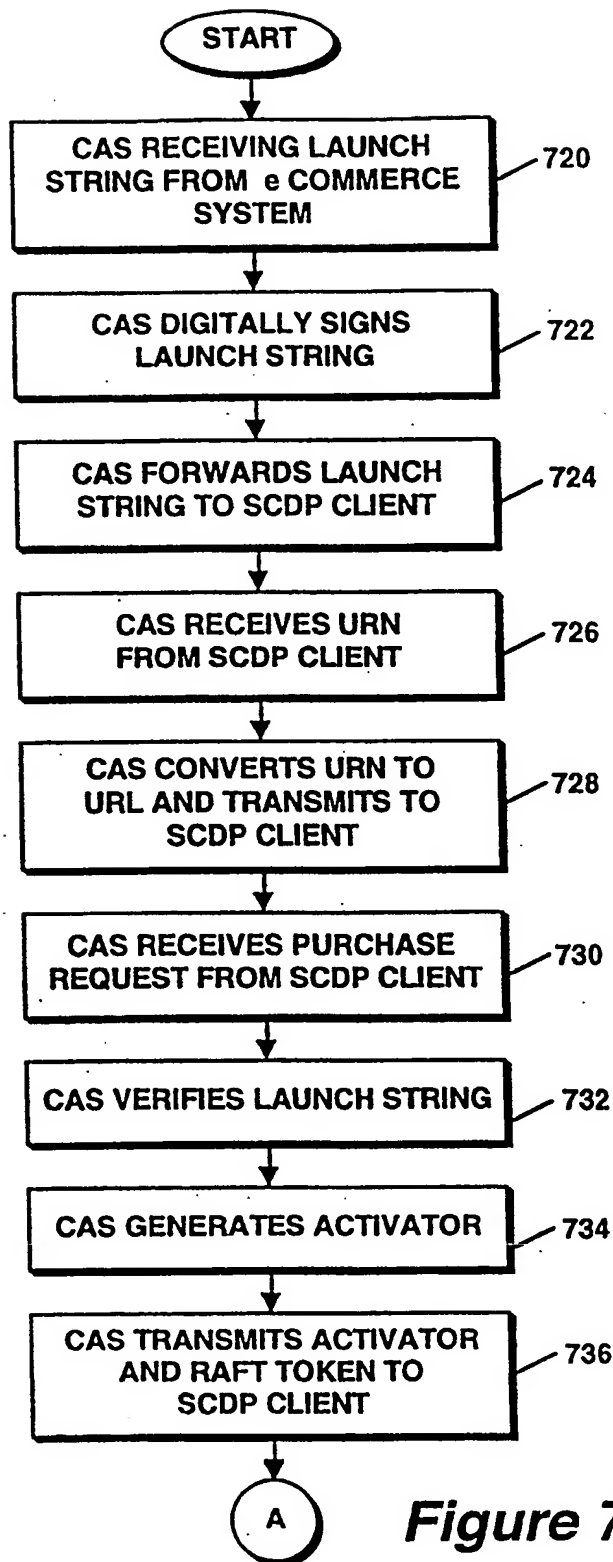 START
CAS RECEIVING LAUNCH
STRING FROM e COMMERCE
SYSTEM
720
CAS DIGITALLY SIGNS
LAUNCH STRING
722
CAS FORWARDS LAUNCH
STRING TO SCDP CLIENT
724
CAS RECEIVES URN
FROM SCDP CLIENT
726
CAS CONVERTS URN TO
URL AND TRANSMITS TO
SCDP CLIENT
728
CAS RECEIVES PURCHASE
REQUEST FROM SCDP CLIENT
730
CAS VERIFIES LAUNCH STRING
732
CAS GENERATES ACTIVATOR
734
CAS TRANSMITS ACTIVATOR
AND RAFT TOKEN TO
SCDP CLIENT
736
A
Figure 7